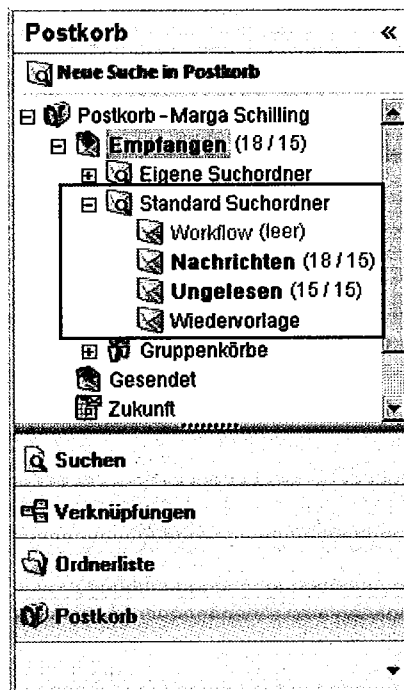 Postkorb «
Neue Suche in Postkorb
Postkorb - Marga Schilling
Empfangen (18/15)
Eigene Suchordner
Standard Suchordner
Workflow (leer)
Nachrichten (18/15)
Ungelesen (15/15)
Wiedervorlage
Gruppenkörbe
Gesendet
Zukunft
Suchen
Verknüpfungen
Ordnerliste
Postkorb